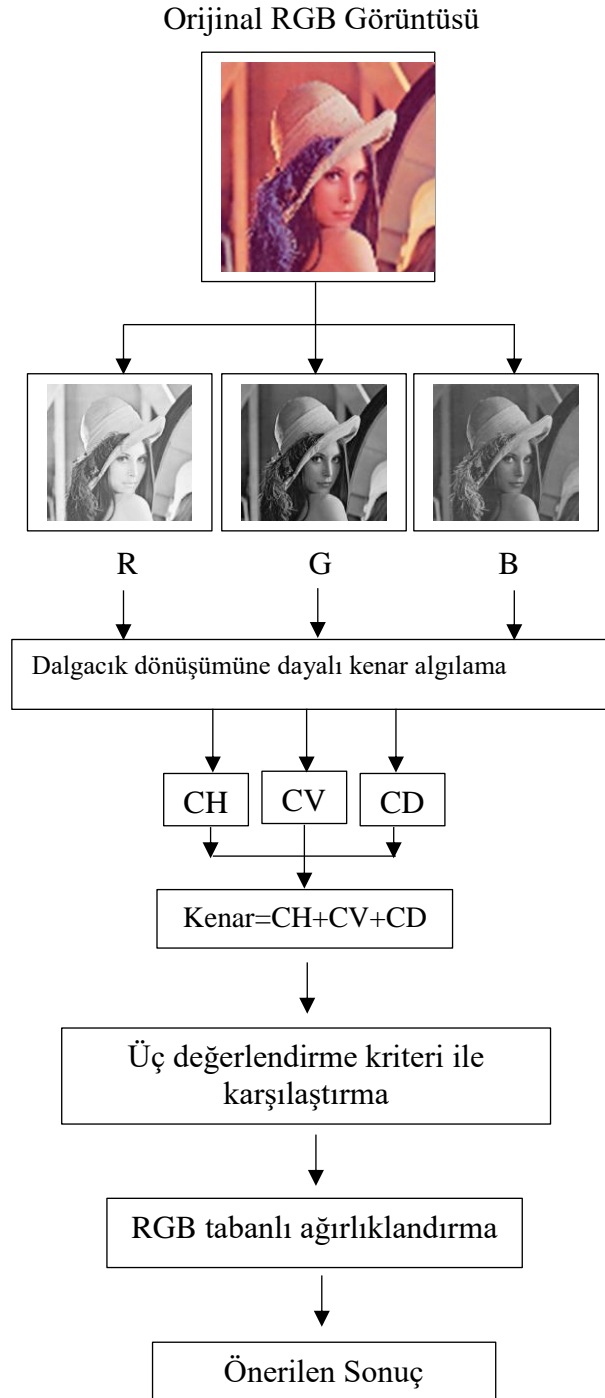 Orijinal RGB Görüntüsü
R
G
B
Dalgacık dönüşümüne dayalı kenar algılama
CH
CV
CD
Kenar=CH+CV+CD
Üç değerlendirme kriteri ile
karşılaştırma
RGB tabanlı ağırlıklandırma
Önerilen Sonuç